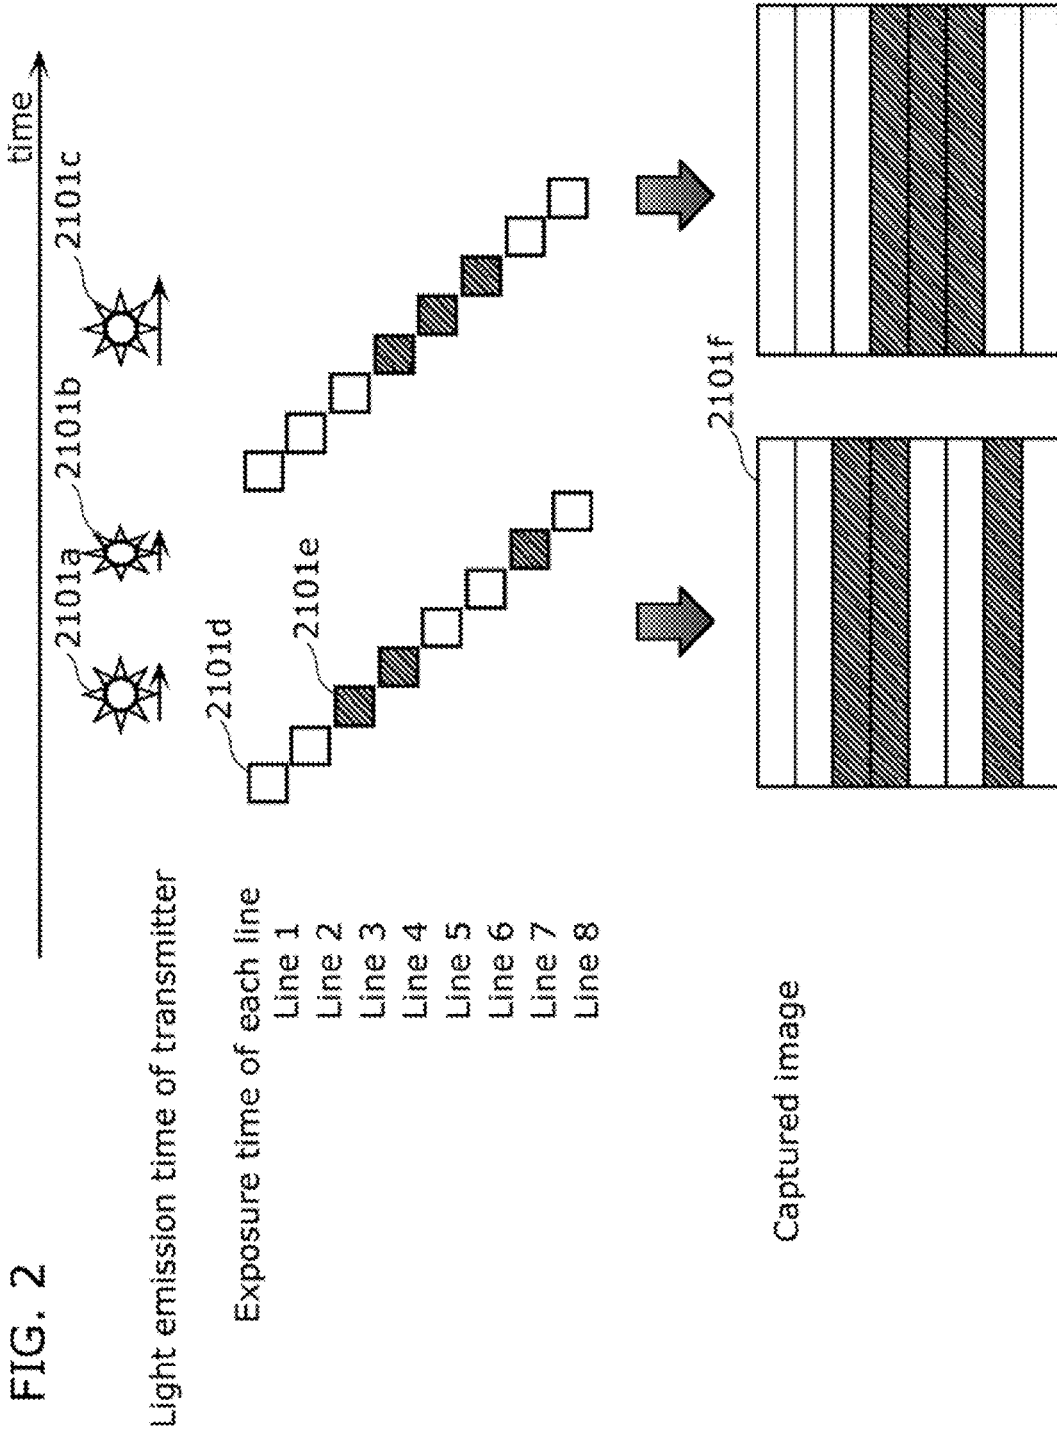 FIG. 2
time
Light emission time of transmitter
2101a
2101b
2101c
Exposure time of each line
2101d
2101e
Line 1
Line 2
Line 3
Line 4
Line 5
Line 6
Line 7
Line 8
2101f
Captured image